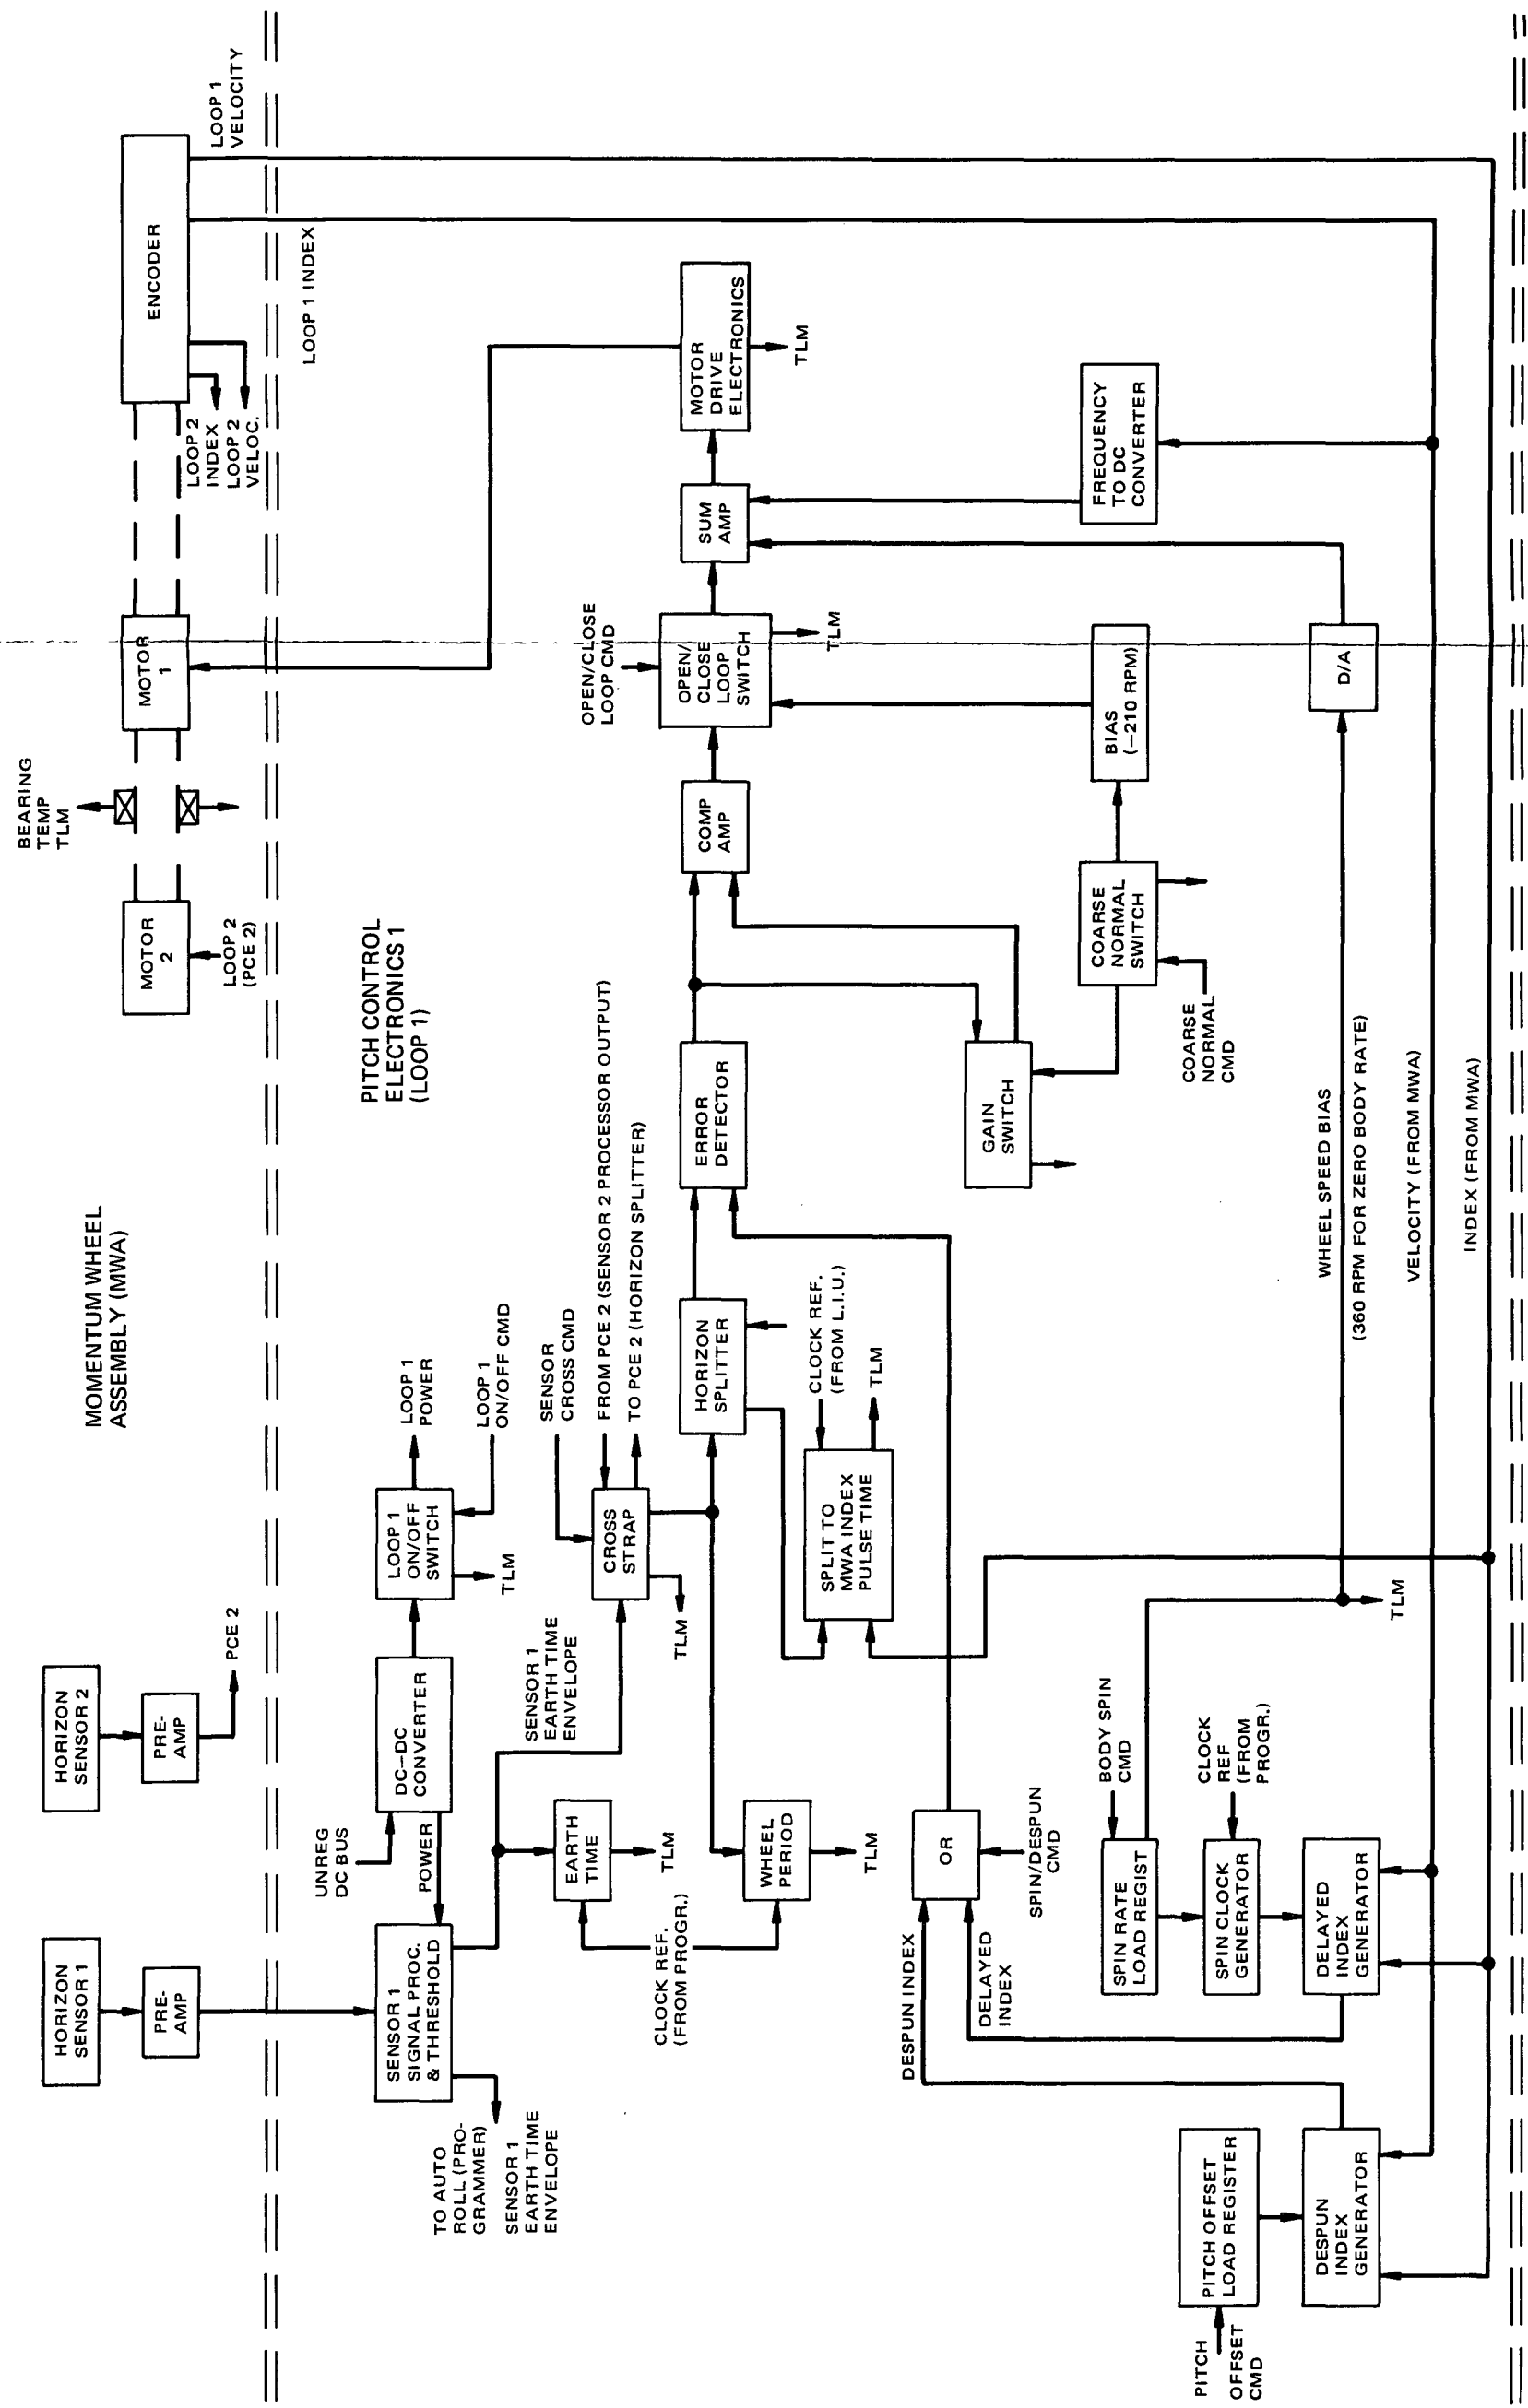 MOMENTUM WHEEL
ASSEMBLY (MWA)
HORIZON
SENSOR 1
PRE-
AMP
HORIZON
SENSOR 2
PRE-
AMP
PCE 2
MOTOR
2
LOOP 2
(PCE 2)
BEARING
TEMP
TLM
MOTOR
1
ENCODER
LOOP 2
INDEX
LOOP 2
VELOC.
LOOP 1
VELOCITY
LOOP 1 INDEX
PITCH CONTROL
ELECTRONICS 1
(LOOP 1)
UNREG
DC BUS
POWER
DC-DC
CONVERTER
LOOP 1
ON/OFF
SWITCH
TLM
LOOP 1
POWER
LOOP 1
ON/OFF CMD
SENSOR 1
SIGNAL PROC.
& THRESHOLD
TO AUTO
ROLL (PRO-
GRAMMER)
SENSOR 1
EARTH TIME
ENVELOPE
SENSOR 1
EARTH TIME
ENVELOPE
EARTH
TIME
TLM
CLOCK REF.
(FROM PROGR.)
WHEEL
PERIOD
TLM
CROSS
STRAP
TLM
SENSOR
CROSS CMD
FROM PCE 2 (SENSOR 2 PROCESSOR OUTPUT)
TO PCE 2 (HORIZON SPLITTER)
HORIZON
SPLITTER
SPLIT TO
MWA INDEX
PULSE TIME
CLOCK REF.
(FROM L.I.U.)
TLM
ERROR
DETECTOR
COMP
AMP
OPEN/CLOSE
LOOP CMD
OPEN/
CLOSE
LOOP
SWITCH
TLM
SUM
AMP
MOTOR
DRIVE
ELECTRONICS
TLM
GAIN
SWITCH
COARSE
NORMAL
SWITCH
COARSE
NORMAL
CMD
BIAS
(-210 RPM)
FREQUENCY
TO DC
CONVERTER
DESPUN INDEX
DELAYED
INDEX
OR
SPIN/DESPUN
CMD
BODY SPIN
CMD
SPIN RATE
LOAD REGIST
CLOCK
REF
(FROM
PROGR.)
SPIN CLOCK
GENERATOR
DELAYED
INDEX
GENERATOR
PITCH
OFFSET
CMD
PITCH OFFSET
LOAD REGISTER
DESPUN
INDEX
GENERATOR
TLM
WHEEL SPEED BIAS
(360 RPM FOR ZERO BODY RATE)
D/A
VELOCITY (FROM MWA)
INDEX (FROM MWA)